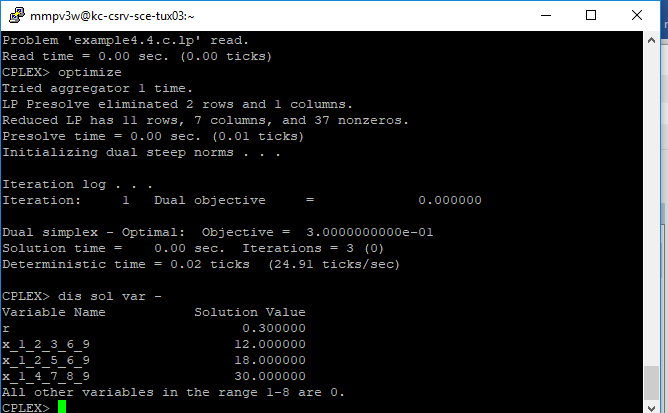 mmpv3w@kc-csrv-sce-tux03:~
Problem 'example4.4.c.lp' read.
Read time = 0.00 sec. (0.00 ticks)
CPLEX> optimize
Tried aggregator 1 time.
LP Presolve eliminated 2 rows and 1 columns.
Reduced LP has 11 rows, 7 columns, and 37 nonzeros.
Presolve time = 0.00 sec. (0.01 ticks)
Initializing dual steep norms . . .

Iteration log . . .
Iteration:     1   Dual objective     =             0.000000

Dual simplex - Optimal:  Objective =  3.0000000000e-01
Solution time =    0.00 sec.  Iterations = 3 (0)
Deterministic time = 0.02 ticks  (24.91 ticks/sec)

CPLEX> dis sol var -
Variable Name           Solution Value
r                             0.300000
x_1_2_3_6_9                  12.000000
x_1_2_5_6_9                  18.000000
x_1_4_7_8_9                  30.000000
All other variables in the range 1-8 are 0.
CPLEX>